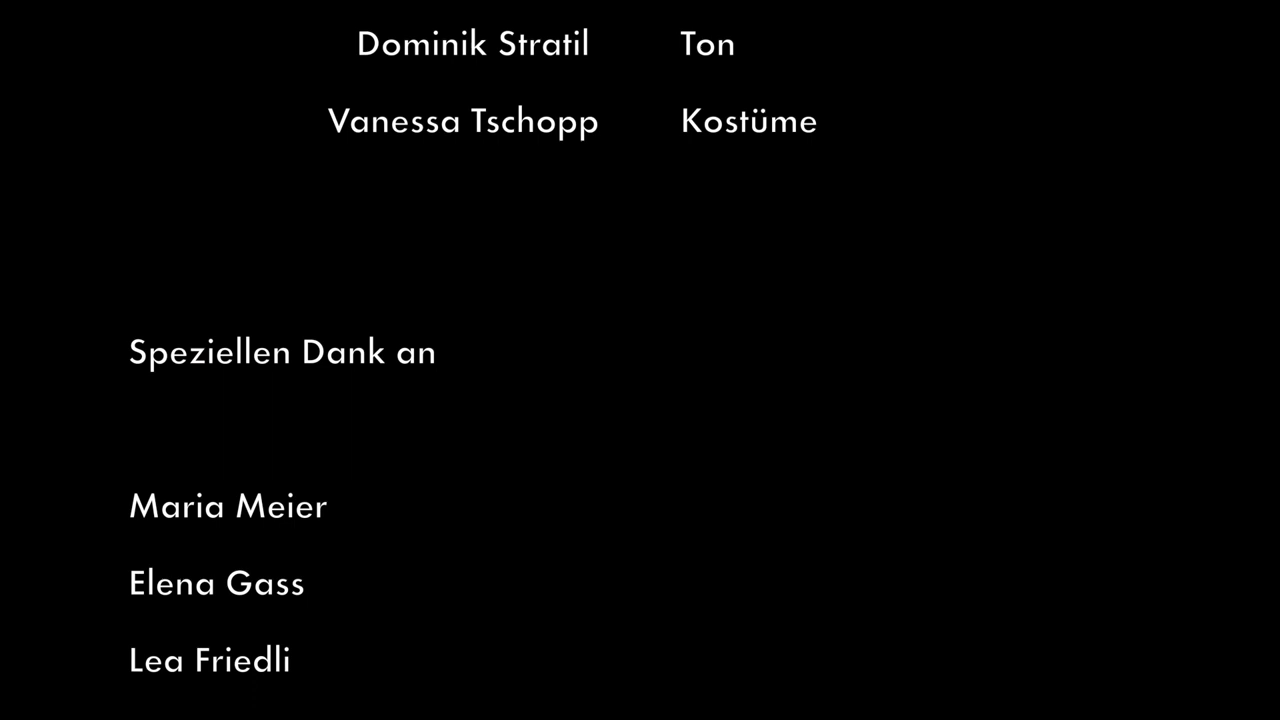 Dominik Stratil Ton
Vanessa Tschopp Kostüme
Speziellen Dank an
Maria Meier
Elena Gass
Lea Friedli